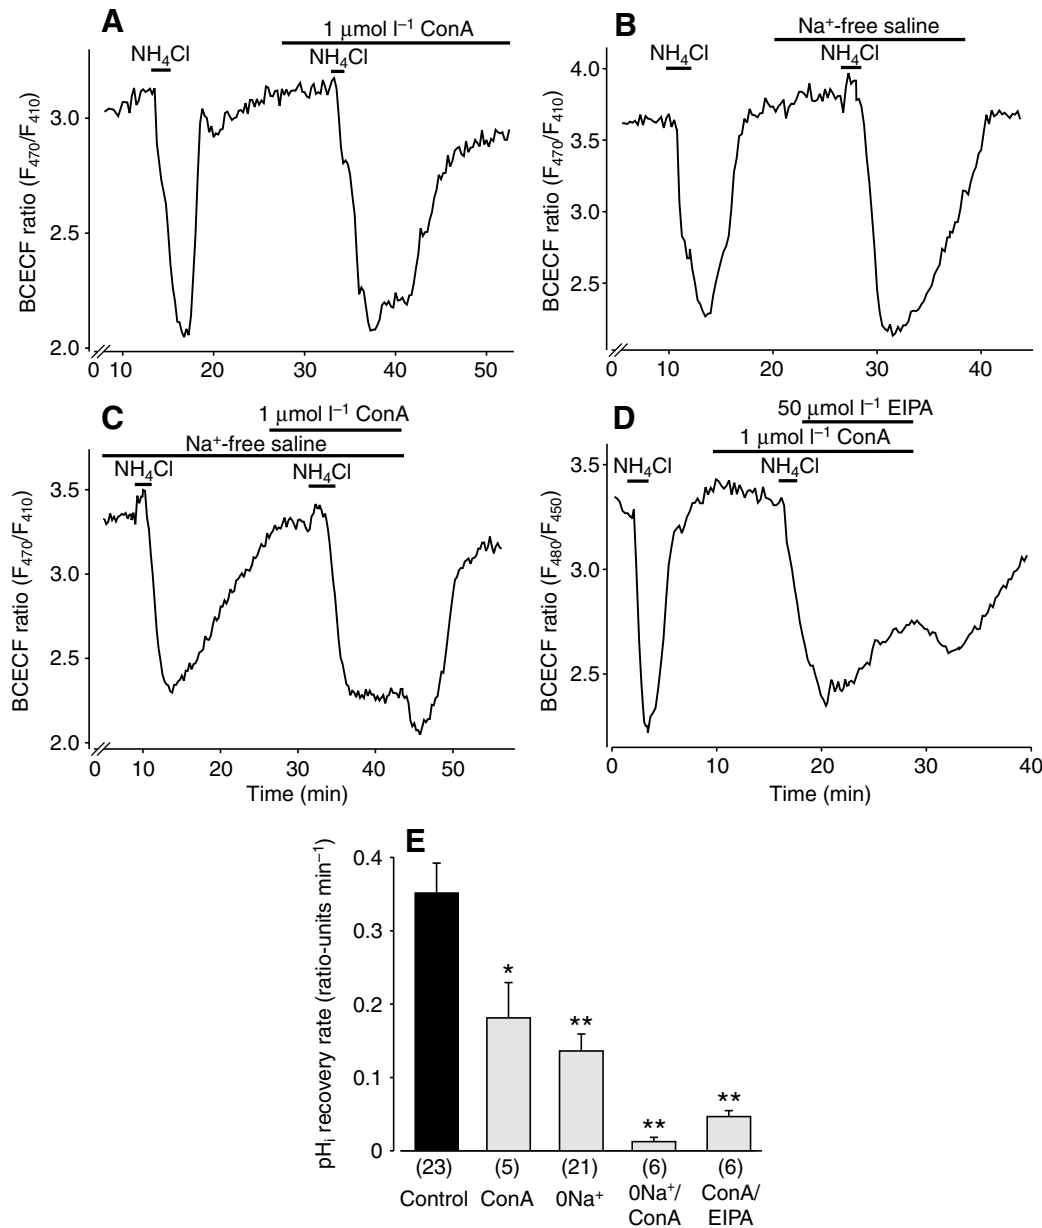 A
1 μmol l⁻¹ ConA
NH₄Cl
NH₄Cl
3.0
2.5
2.0
BCECF ratio (F₄₇₀/F₄₁₀)
0 10 20 30 40 50
B
Na⁺-free saline
NH₄Cl
NH₄Cl
4.0
3.5
3.0
2.5
BCECF ratio (F₄₇₀/F₄₁₀)
0 10 20 30 40
C
1 μmol l⁻¹ ConA
Na⁺-free saline
NH₄Cl
NH₄Cl
3.5
3.0
2.5
2.0
BCECF ratio (F₄₇₀/F₄₁₀)
0 10 20 30 40 50
Time (min)
D
50 μmol l⁻¹ EIPA
1 μmol l⁻¹ ConA
NH₄Cl
NH₄Cl
3.5
3.0
2.5
BCECF ratio (F₄₈₀/F₄₅₀)
0 10 20 30 40
Time (min)
E
0.4
0.3
0.2
0.1
0
pHᵢ recovery rate (ratio-units min⁻¹)
*
**
**
**
(23) (5) (21) (6) (6)
Control ConA 0Na⁺ 0Na⁺/ ConA/
ConA EIPA